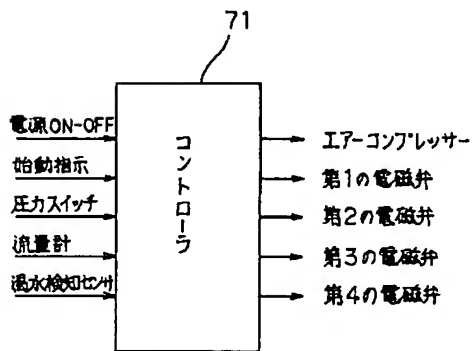 71
電源ON-OFF
始動指示
圧力スイッチ
流量計
漏水検知センサ
コントローラ
エアーコンプレッサー
第1の電磁弁
第2の電磁弁
第3の電磁弁
第4の電磁弁